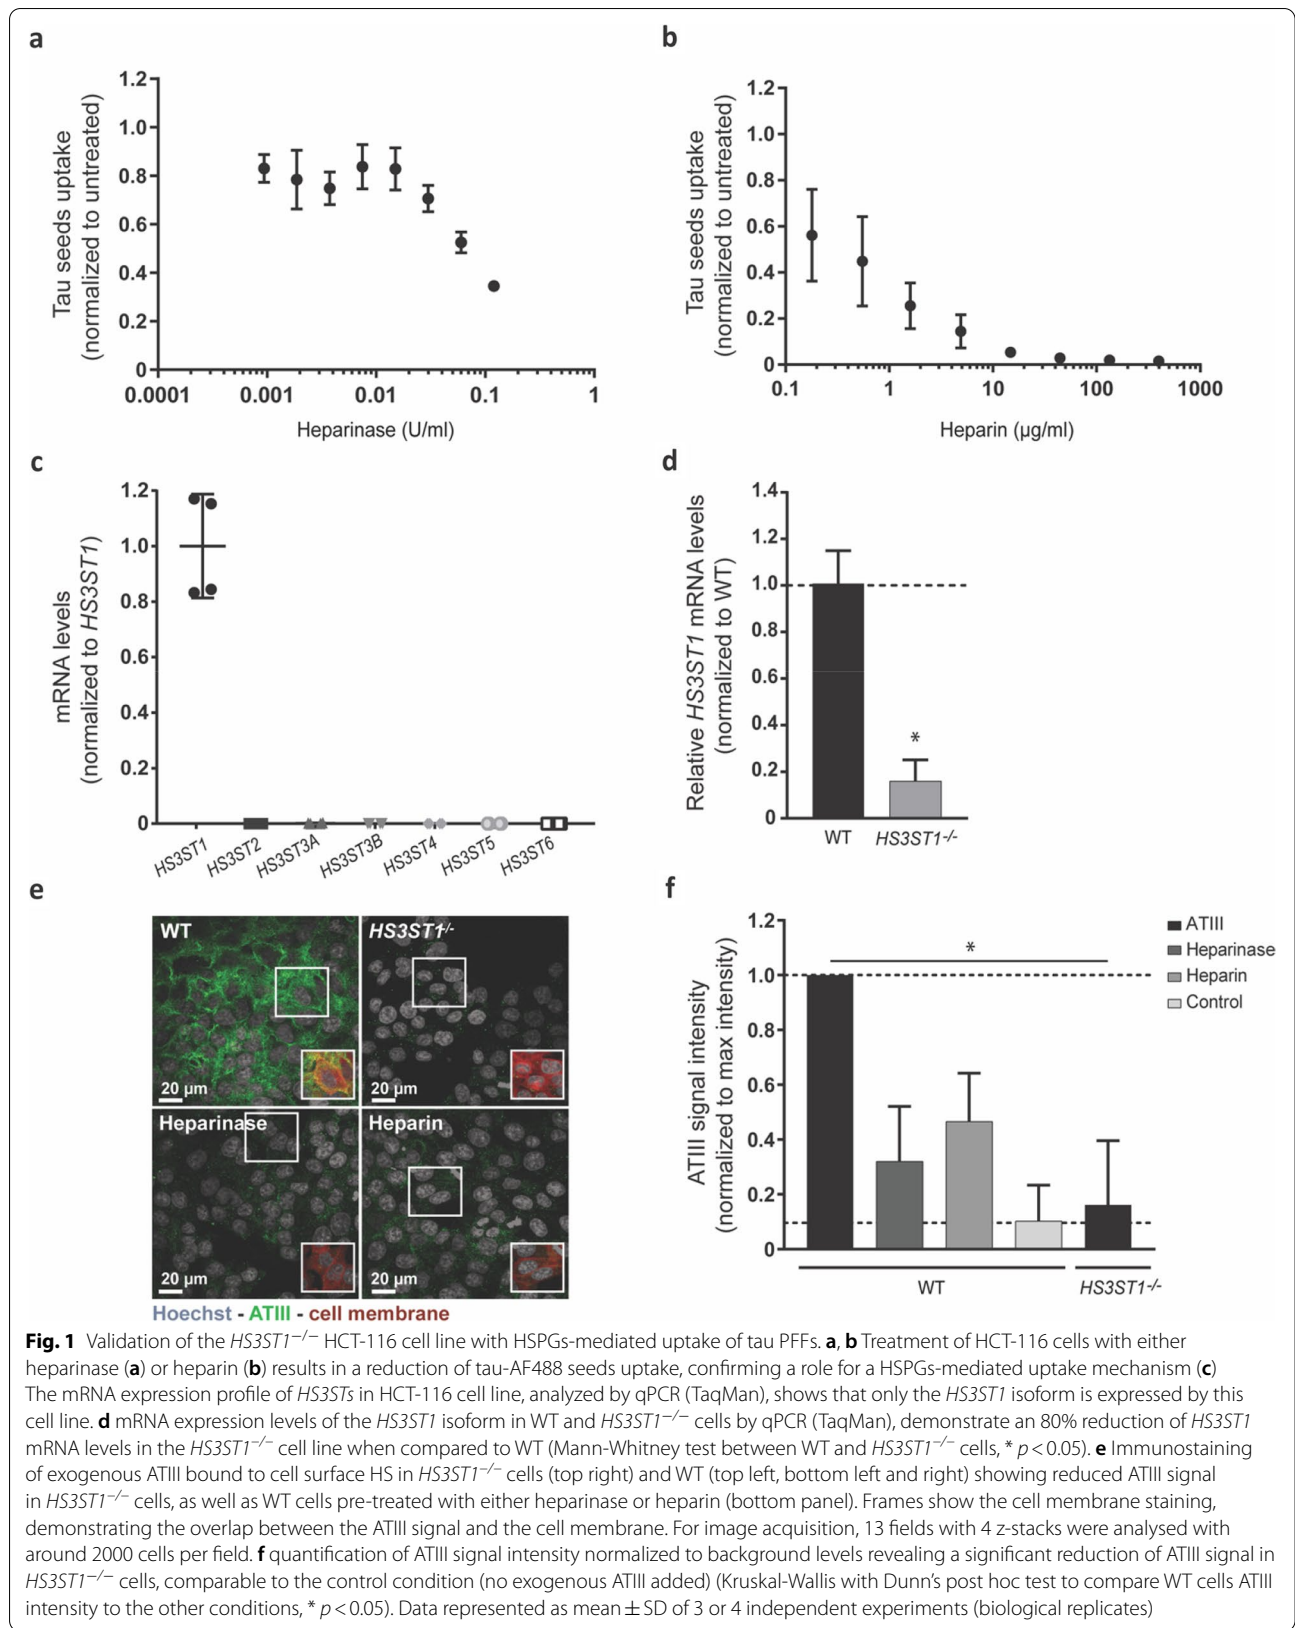 a
1.2
1.0
0.8
0.6
0.4
0.2
0
Tau seeds uptake
(normalized to untreated)
0.0001
0.001
0.01
0.1
1
Heparinase (U/ml)
b
1.2
1.0
0.8
0.6
0.4
0.2
0
Tau seeds uptake
(normalized to untreated)
0.1
1
10
100
1000
Heparin (µg/ml)
c
1.2
1.0
0.8
0.6
0.4
0.2
0
mRNA levels
(normalized to HS3ST1)
HS3ST1
HS3ST2
HS3ST3A
HS3ST3B
HS3ST4
HS3ST5
HS3ST6
d
1.4
1.2
1.0
0.8
0.6
0.4
0.2
0
Relative HS3ST1 mRNA levels
(normalized to WT)
*
WT
HS3ST1-/-
e
WT
20 µm
HS3ST1-/-
20 µm
Heparinase
20 µm
Heparin
20 µm
Hoechst - ATIII - cell membrane
f
1.2
1.0
0.8
0.6
0.4
0.2
0
ATIII signal intensity
(normalized to max intensity)
*
ATIII
Heparinase
Heparin
Control
WT
HS3ST1-/-
Fig. 1 Validation of the HS3ST1−/− HCT-116 cell line with HSPGs-mediated uptake of tau PFFs. a, b Treatment of HCT-116 cells with either
heparinase (a) or heparin (b) results in a reduction of tau-AF488 seeds uptake, confirming a role for a HSPGs-mediated uptake mechanism (c)
The mRNA expression profile of HS3STs in HCT-116 cell line, analyzed by qPCR (TaqMan), shows that only the HS3ST1 isoform is expressed by this
cell line. d mRNA expression levels of the HS3ST1 isoform in WT and HS3ST1−/− cells by qPCR (TaqMan), demonstrate an 80% reduction of HS3ST1
mRNA levels in the HS3ST1−/− cell line when compared to WT (Mann-Whitney test between WT and HS3ST1−/− cells, * p < 0.05). e Immunostaining
of exogenous ATIII bound to cell surface HS in HS3ST1−/− cells (top right) and WT (top left, bottom left and right) showing reduced ATIII signal
in HS3ST1−/− cells, as well as WT cells pre-treated with either heparinase or heparin (bottom panel). Frames show the cell membrane staining,
demonstrating the overlap between the ATIII signal and the cell membrane. For image acquisition, 13 fields with 4 z-stacks were analysed with
around 2000 cells per field. f quantification of ATIII signal intensity normalized to background levels revealing a significant reduction of ATIII signal in
HS3ST1−/− cells, comparable to the control condition (no exogenous ATIII added) (Kruskal-Wallis with Dunn's post hoc test to compare WT cells ATIII
intensity to the other conditions, * p < 0.05). Data represented as mean ± SD of 3 or 4 independent experiments (biological replicates)